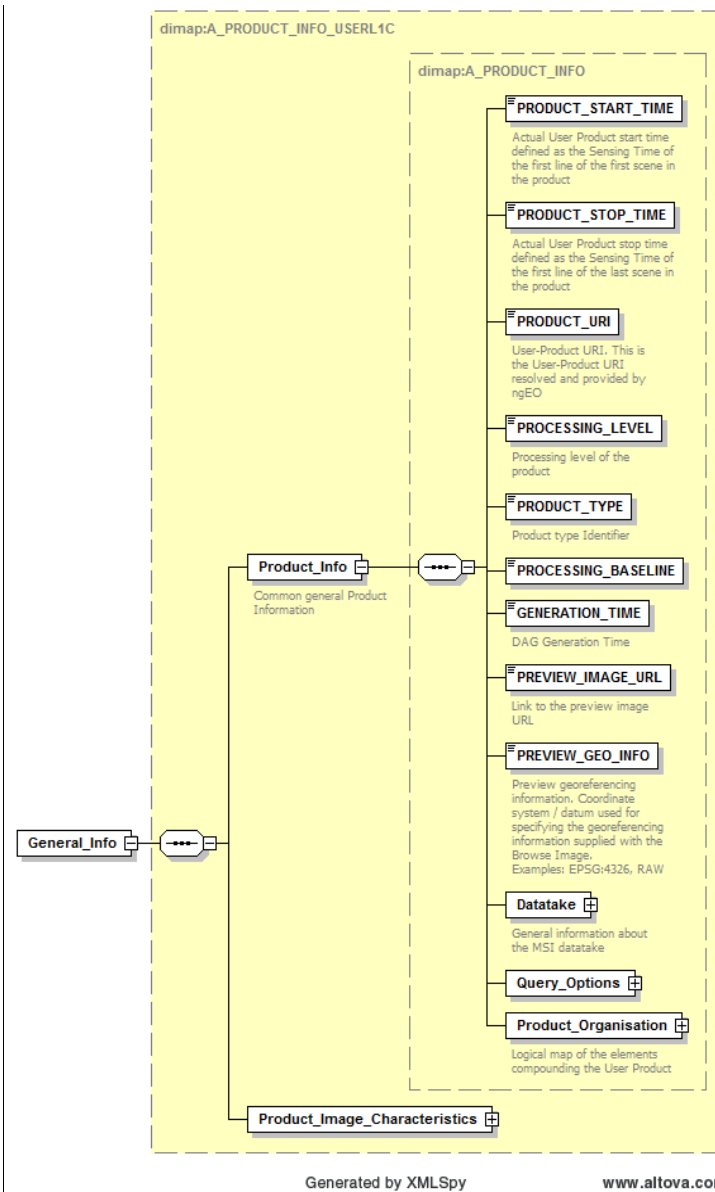 dimap:A_PRODUCT_INFO_USERL1C
dimap:A_PRODUCT_INFO
PRODUCT_START_TIME
Actual User Product start time
defined as the Sensing Time of
the first line of the first scene in
the product
PRODUCT_STOP_TIME
Actual User Product stop time
defined as the Sensing Time of
the first line of the last scene in
the product
PRODUCT_URI
User-Product URI. This is
the User-Product URI
resolved and provided by
ngEO
PROCESSING_LEVEL
Processing level of the
product
PRODUCT_TYPE
Product type Identifier
Product_Info
Common general Product
Information
PROCESSING_BASELINE
GENERATION_TIME
DAG Generation Time
PREVIEW_IMAGE_URL
Link to the preview image
URL
PREVIEW_GEO_INFO
Preview georeferencing
information. Coordinate
system / datum used for
specifying the georeferencing
information supplied with the
Browse Image.
Examples: EPSG:4326, RAW
General_Info
Datatake
General information about
the MSI datatake
Query_Options
Product_Organisation
Logical map of the elements
compounding the User Product
Product_Image_Characteristics
Generated by XMLSpy
www.altova.com